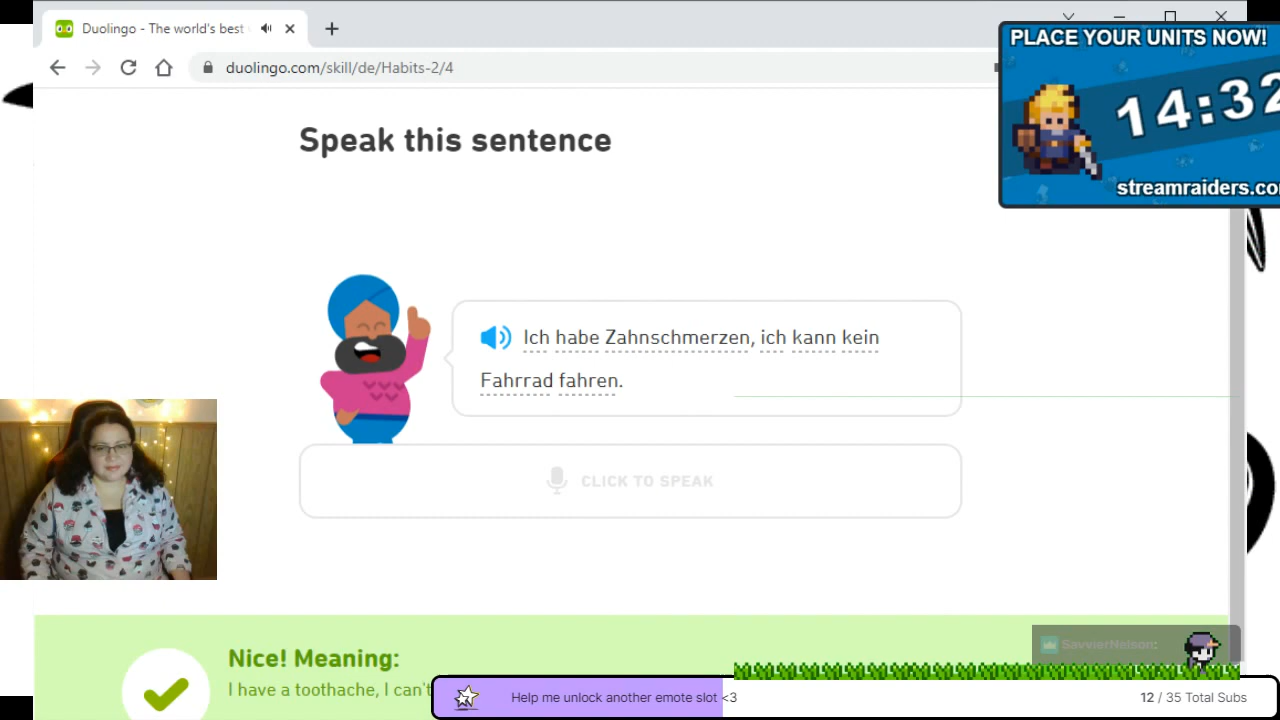 Duolingo - The world's best
duolingo.com/skill/de/Habits-2/4
PLACE YOUR UNITS NOW!
14:32
streamraiders.co
Speak this sentence
Ich habe Zahnschmerzen, ich kann kein
Fahrrad fahren.
CLICK TO SPEAK
Nice! Meaning:
I have a toothache, I can't
SavvierNelson:
Help me unlock another emote slot <3
12 / 35 Total Subs